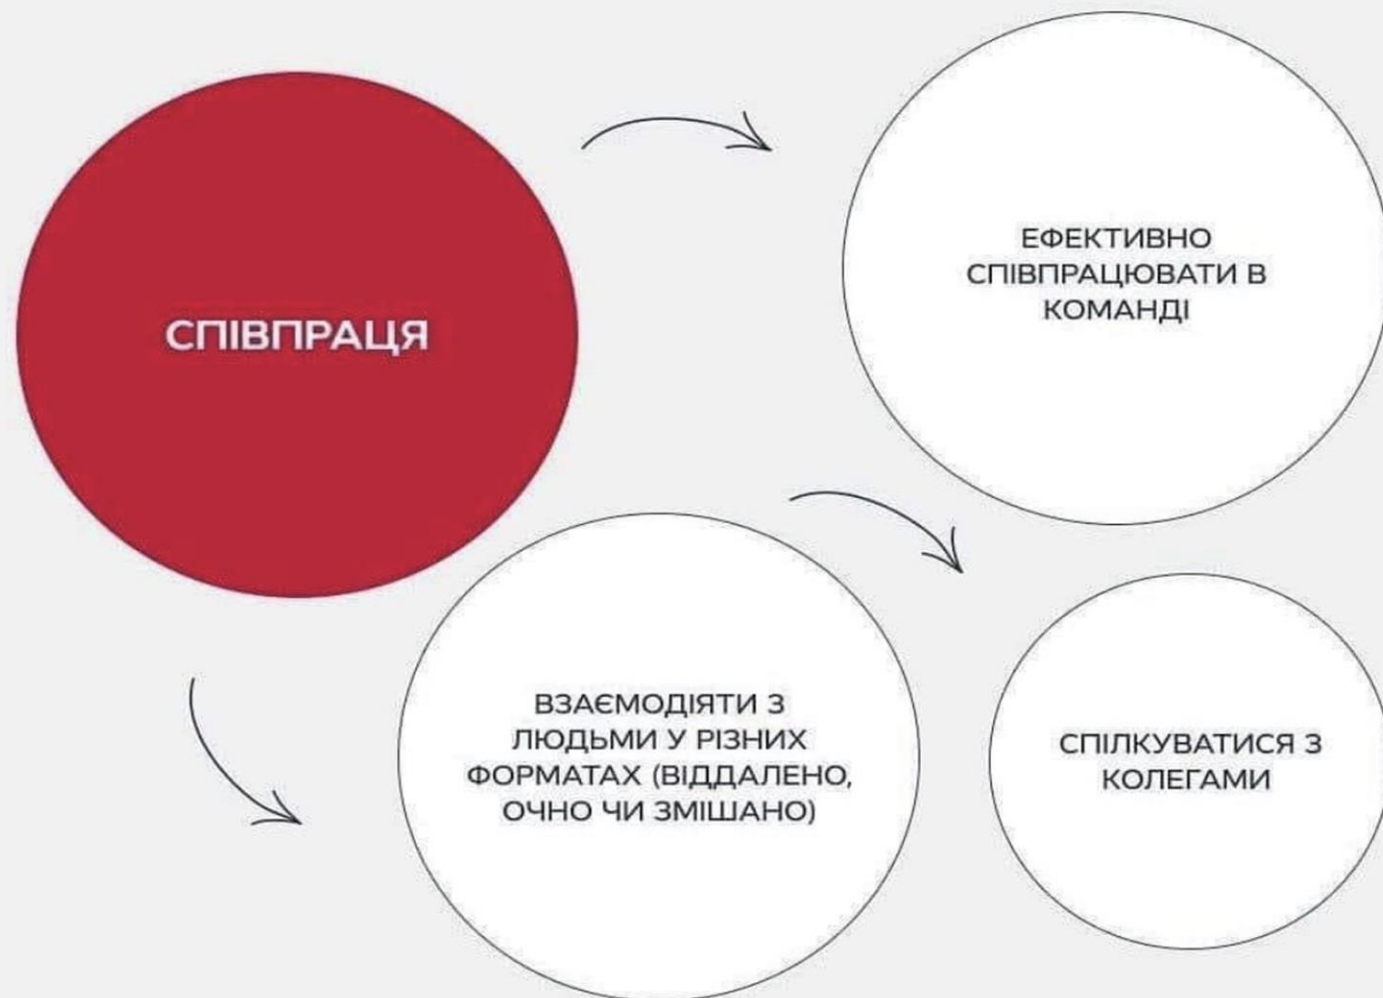 СПІВПРАЦЯ
ЕФЕКТИВНО
СПІВПРАЦЮВАТИ В
КОМАНДІ
ВЗАЄМОДІЯТИ З
ЛЮДЬМИ У РІЗНИХ
ФОРМАТАХ (ВІДДАЛЕНО,
ОЧНО ЧИ ЗМІШАНО)
СПІЛКУВАТИСЯ З
КОЛЕГАМИ